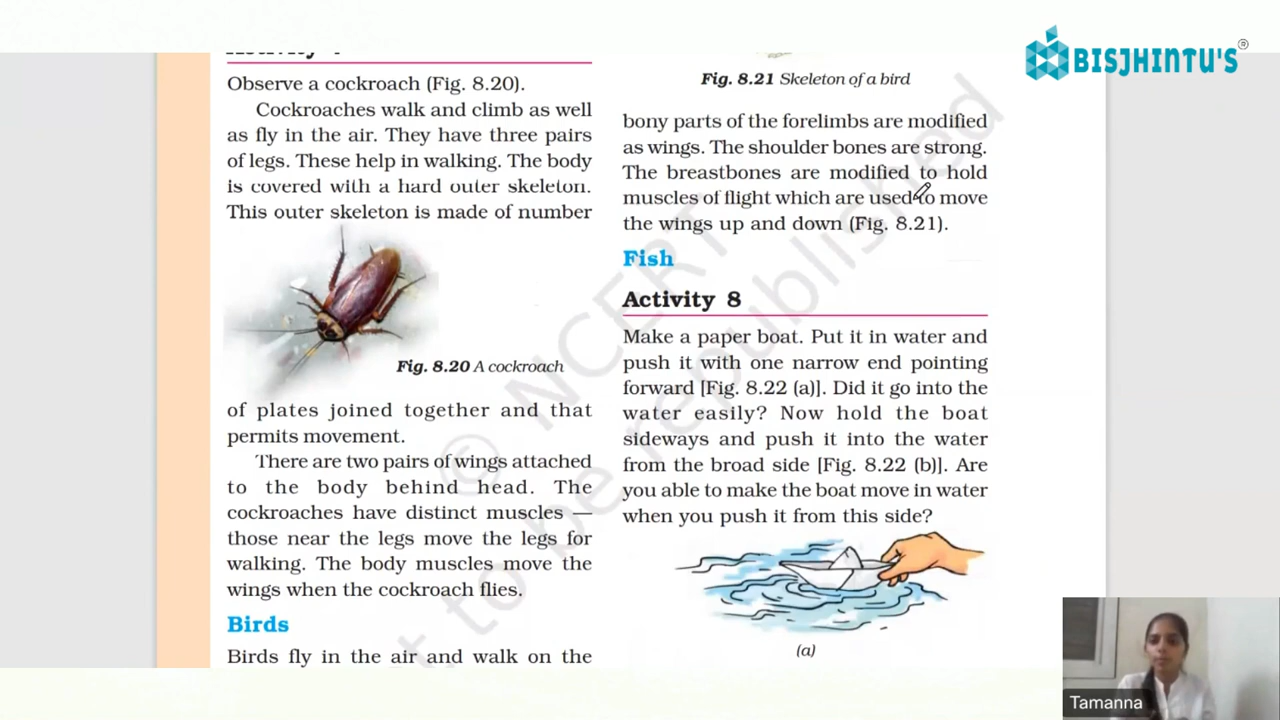 BISJHINTU'S ®
Observe a cockroach (Fig. 8.20).
Cockroaches walk and climb as well
as fly in the air. They have three pairs
of legs. These help in walking. The body
is covered with a hard outer skeleton.
This outer skeleton is made of number
Fig. 8.20 A cockroach
of plates joined together and that
permits movement.
There are two pairs of wings attached
to the body behind head. The
cockroaches have distinct muscles —
those near the legs move the legs for
walking. The body muscles move the
wings when the cockroach flies.
Birds
Birds fly in the air and walk on the
Fig. 8.21 Skeleton of a bird
bony parts of the forelimbs are modified
as wings. The shoulder bones are strong.
The breastbones are modified to hold
muscles of flight which are used to move
the wings up and down (Fig. 8.21).
Fish
Activity 8
Make a paper boat. Put it in water and
push it with one narrow end pointing
forward [Fig. 8.22 (a)]. Did it go into the
water easily? Now hold the boat
sideways and push it into the water
from the broad side [Fig. 8.22 (b)]. Are
you able to make the boat move in water
when you push it from this side?
(a)
© NCERT
to be republished
Tamanna